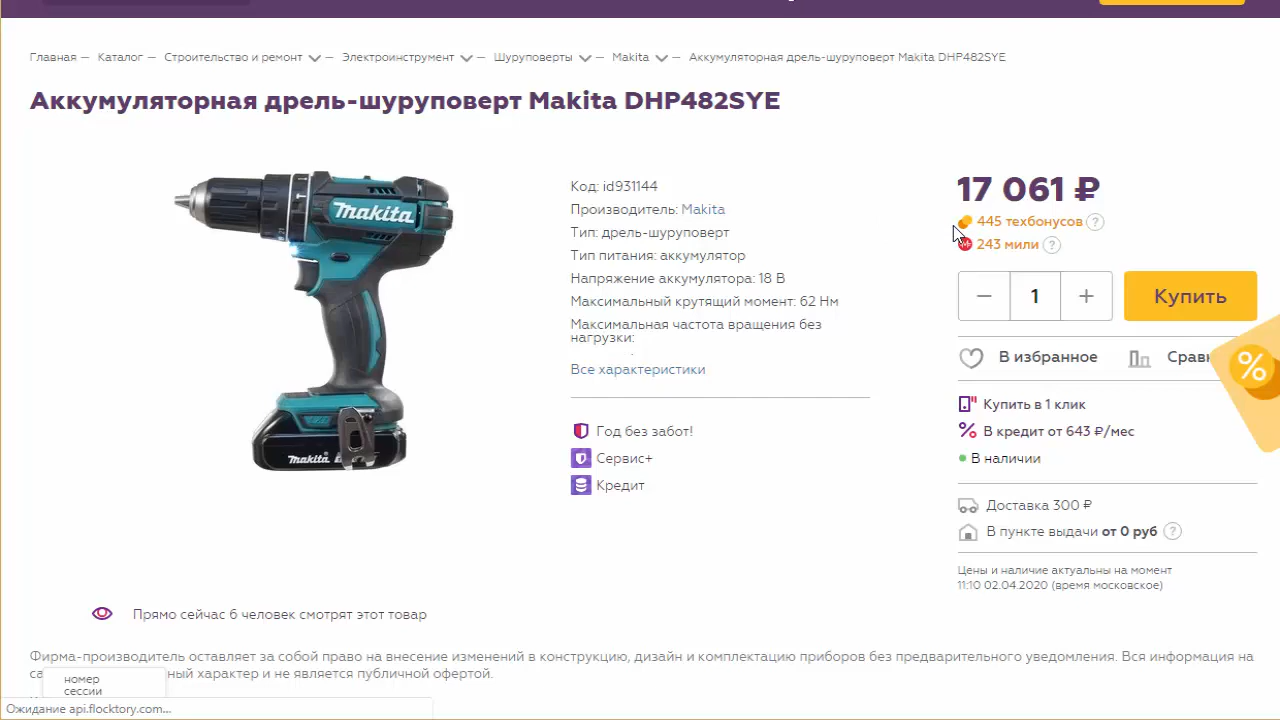 Главная — Каталог — Строительство и ремонт — Электроинструмент — Шуруповерты — Makita — Аккумуляторная дрель-шуруповерт Makita DHP482SYE
Аккумуляторная дрель-шуруповерт Makita DHP482SYE
makita
makita
Код: id931144
Производитель: Makita
Тип: дрель-шуруповерт
Тип питания: аккумулятор
Напряжение аккумулятора: 18 В
Максимальный крутящий момент: 62 Нм
Максимальная частота вращения без
нагрузки:
Все характеристики
Год без забот!
Сервис+
Кредит
17 061 ₽
445 техбонусов ?
243 мили ?
— 1 +
Купить
В избранное
Сравн
%
Купить в 1 клик
В кредит от 643 ₽/мес
В наличии
Доставка 300 ₽
В пункте выдачи от 0 руб ?
Цены и наличие актуальны на момент
11:10 02.04.2020 (время московское)
Прямо сейчас 6 человек смотрят этот товар
Фирма-производитель оставляет за собой право на внесение изменений в конструкцию, дизайн и комплектацию приборов без предварительного уведомления. Вся информация на
са ный характер и не является публичной офертой.
номер
сессии
Ожидание api.flocktory.com...